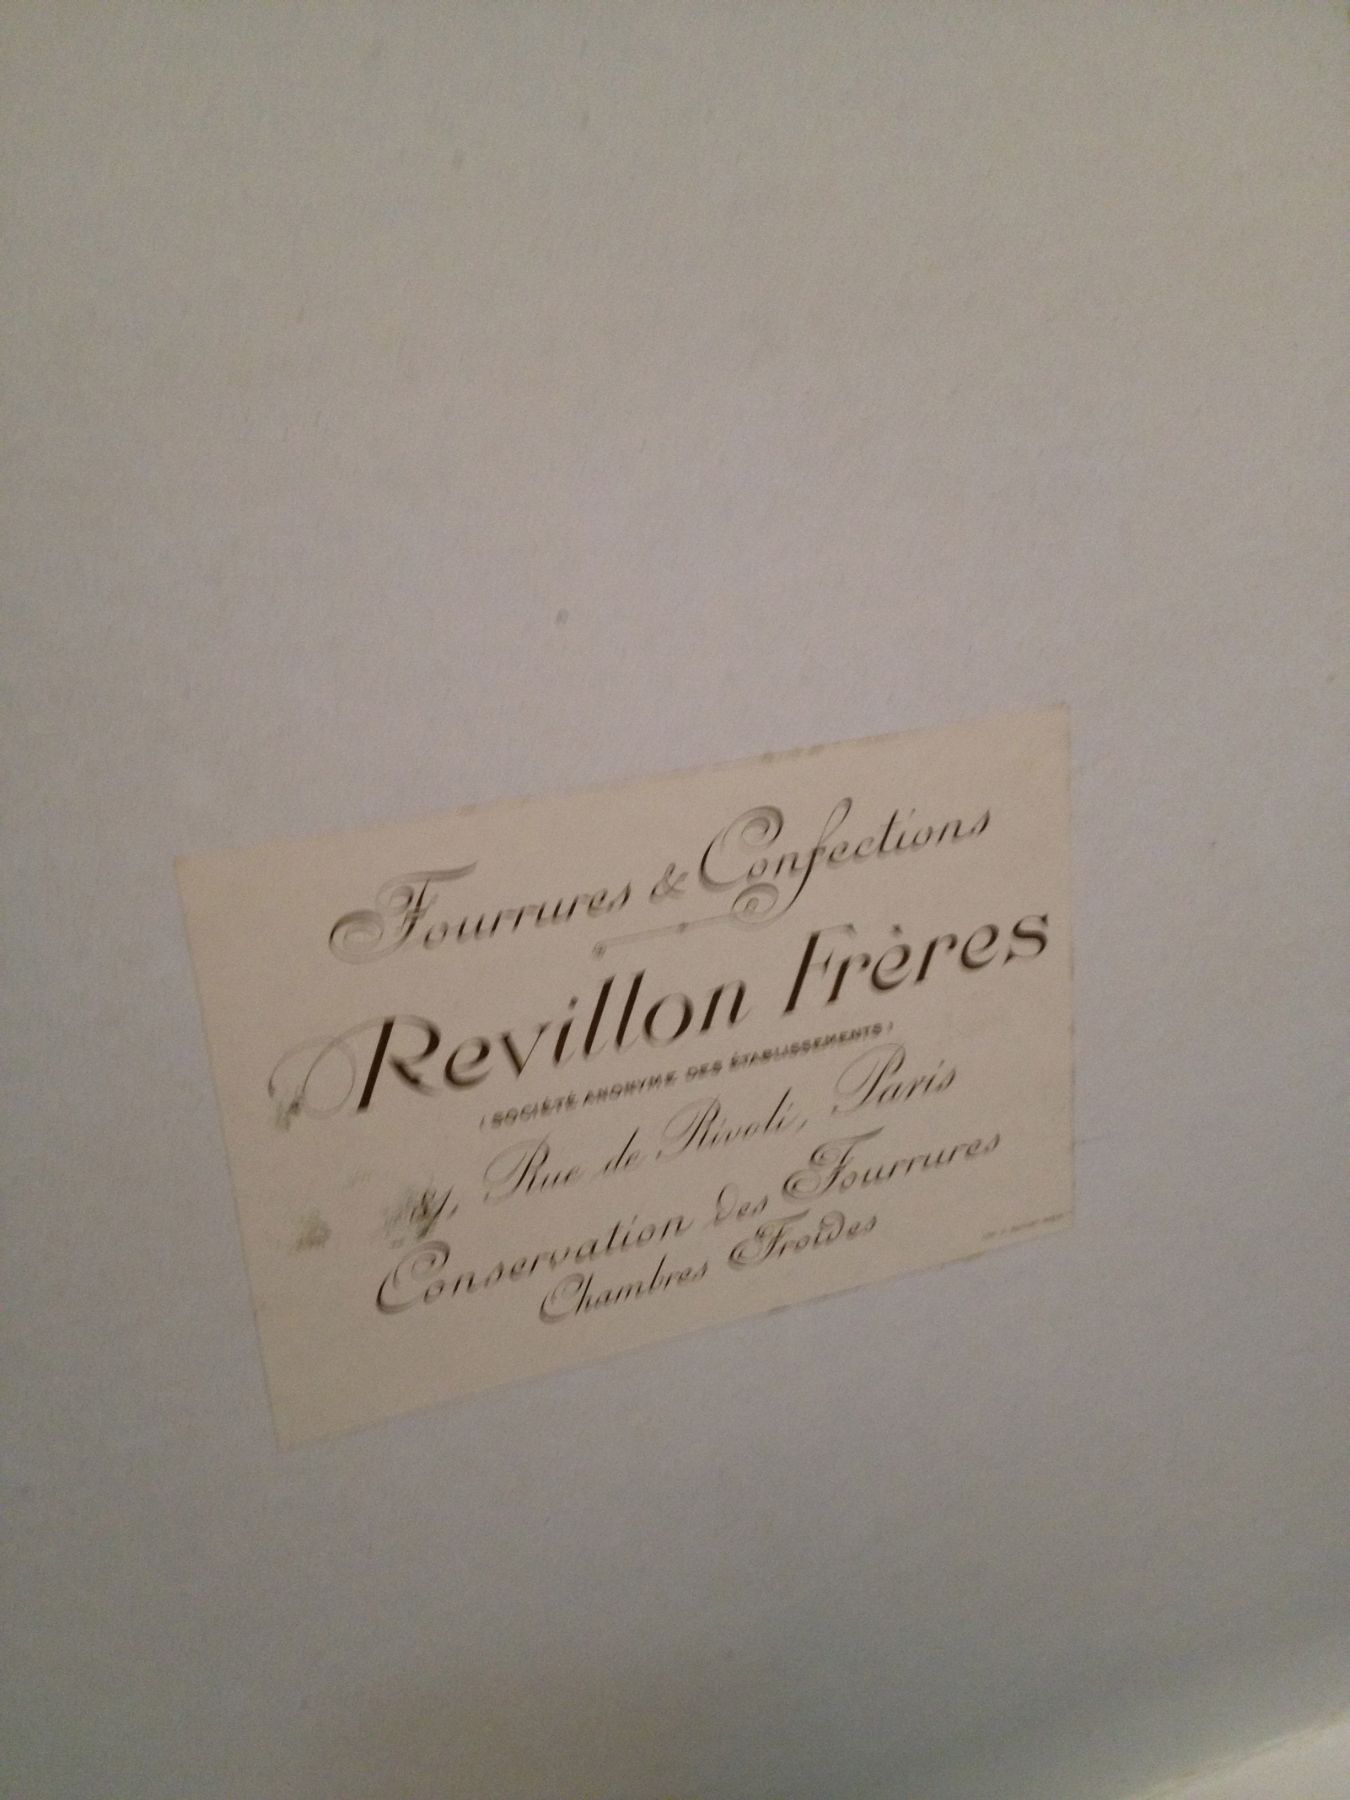 Fourrures & Confections
Revillon Frères
(SOCIÉTÉ ANONYME DES ÉTABLISSEMENTS)
Rue de Rivoli, Paris
Conservation des Fourrures
Chambres Froides